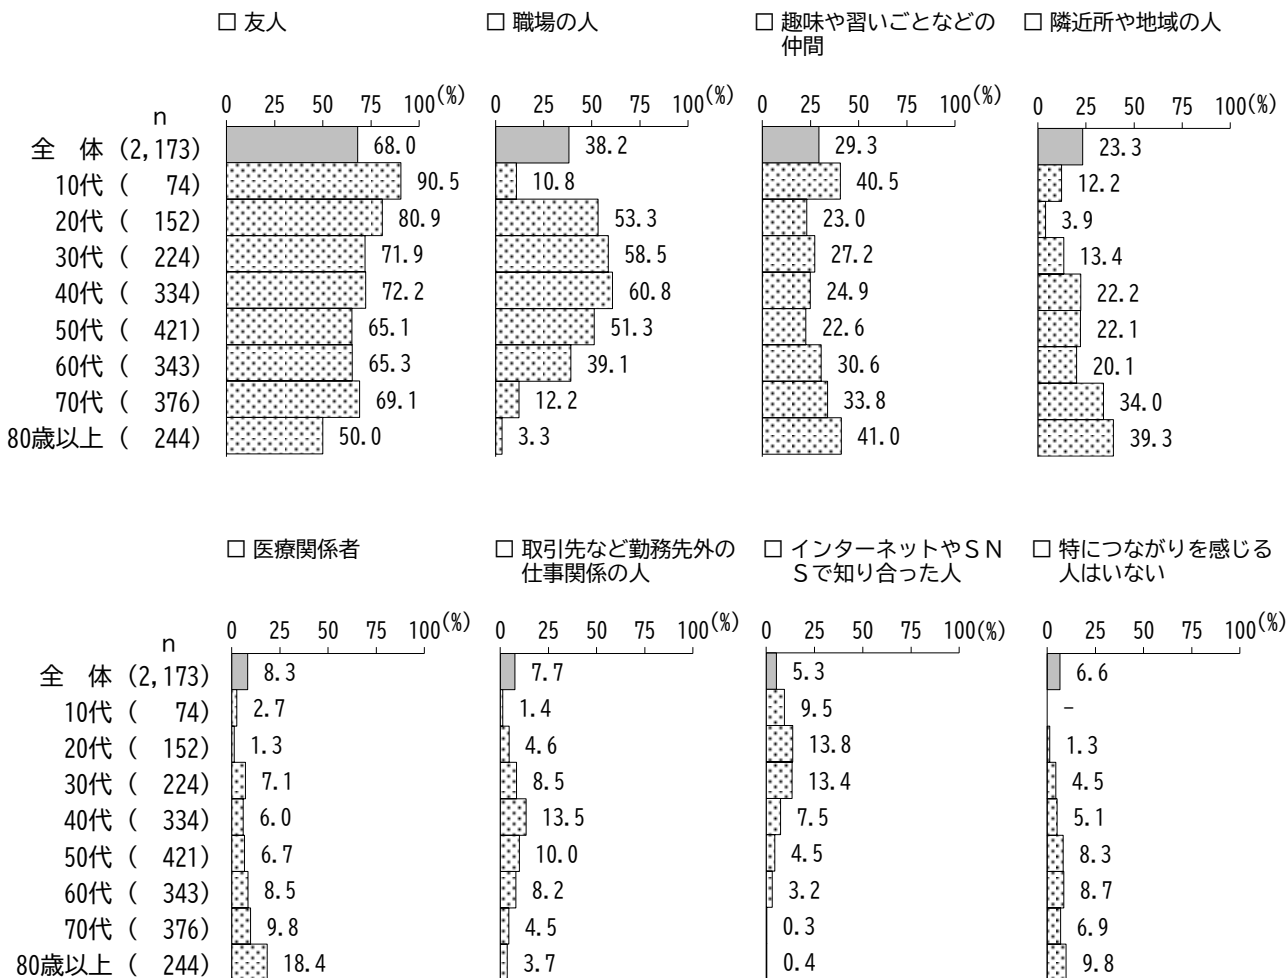 □ 友人 □ 職場の人 □ 趣味や習いごとなどの □ 隣近所や地域の人
仲間
0 25 50 75 100(%) 0 25 50 75 100(%) 0 25 50 75 100(%) 0 25 50 75 100(%)
n
全 体 (2,173) 68.0 38.2 29.3 23.3
10代 ( 74) 90.5 10.8 40.5 12.2
20代 ( 152) 80.9 53.3 23.0 3.9
30代 ( 224) 71.9 58.5 27.2 13.4
40代 ( 334) 72.2 60.8 24.9 22.2
50代 ( 421) 65.1 51.3 22.6 22.1
60代 ( 343) 65.3 39.1 30.6 20.1
70代 ( 376) 69.1 12.2 33.8 34.0
80歳以上 ( 244) 50.0 3.3 41.0 39.3
□ 医療関係者 □ 取引先など勤務先外の □ インターネットやＳＮ □ 特につながりを感じる
仕事関係の人 Ｓで知り合った人 人はいない
0 25 50 75 100(%) 0 25 50 75 100(%) 0 25 50 75 100(%) 0 25 50 75 100(%)
n
全 体 (2,173) 8.3 7.7 5.3 6.6
10代 ( 74) 2.7 1.4 9.5 -
20代 ( 152) 1.3 4.6 13.8 1.3
30代 ( 224) 7.1 8.5 13.4 4.5
40代 ( 334) 6.0 13.5 7.5 5.1
50代 ( 421) 6.7 10.0 4.5 8.3
60代 ( 343) 8.5 8.2 3.2 8.7
70代 ( 376) 9.8 4.5 0.3 6.9
80歳以上 ( 244) 18.4 3.7 0.4 9.8